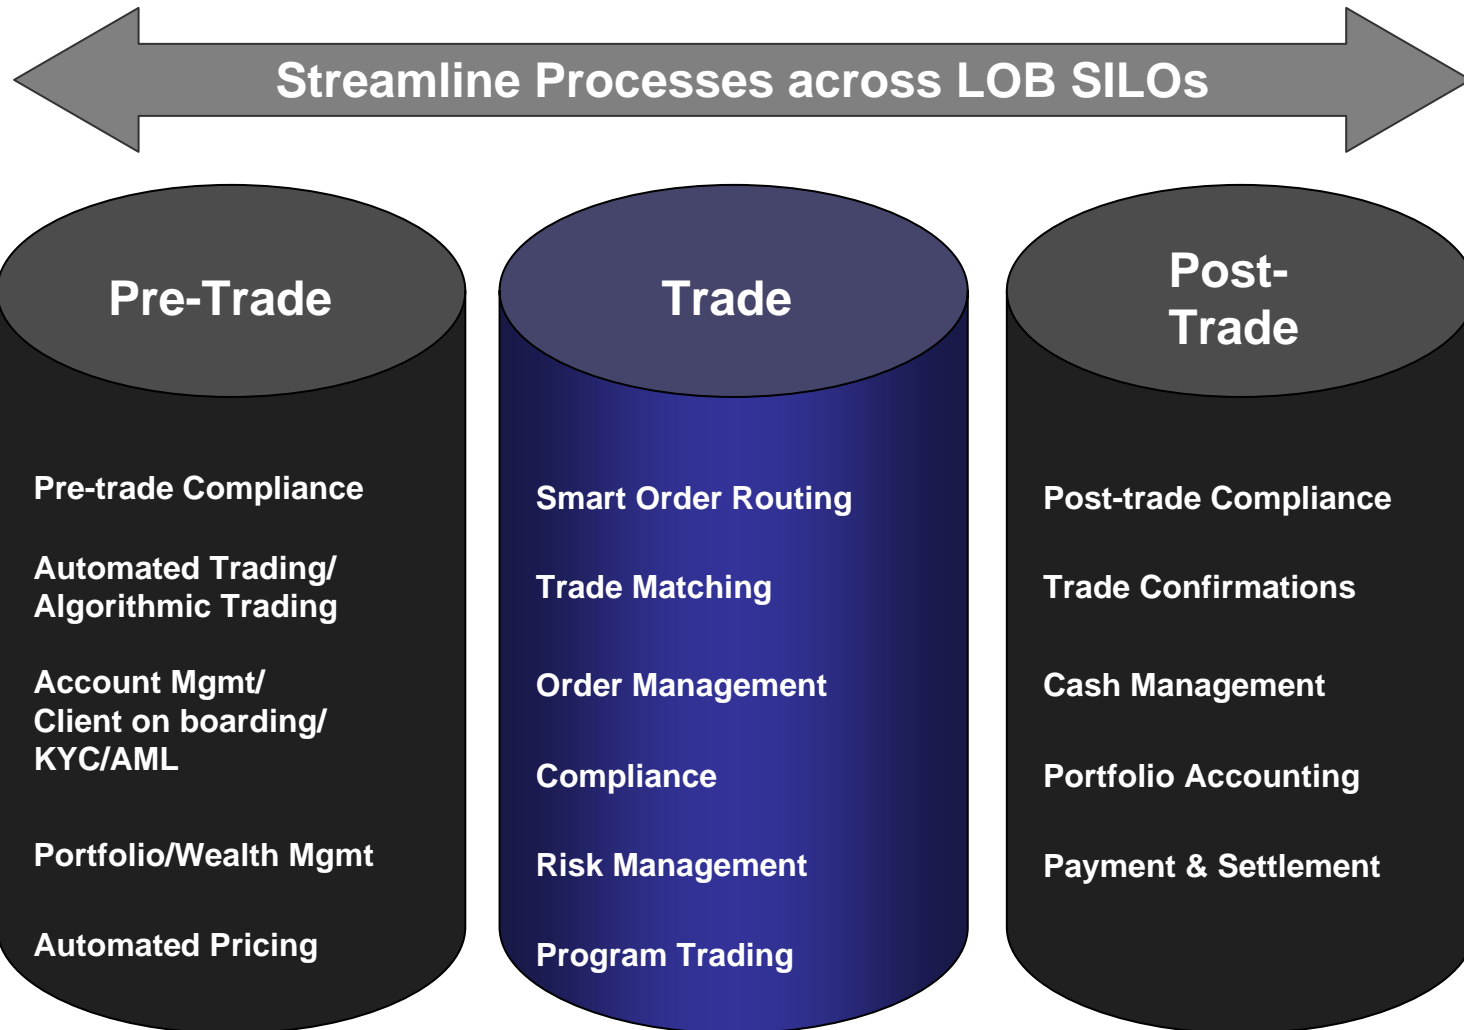 Streamline Processes across LOB SILOs
Pre-Trade
Pre-trade Compliance
Automated Trading/
Algorithmic Trading
Account Mgmt/
Client on boarding/
KYC/AML
Portfolio/Wealth Mgmt
Automated Pricing
Trade
Smart Order Routing
Trade Matching
Order Management
Compliance
Risk Management
Program Trading
Post-
Trade
Post-trade Compliance
Trade Confirmations
Cash Management
Portfolio Accounting
Payment & Settlement